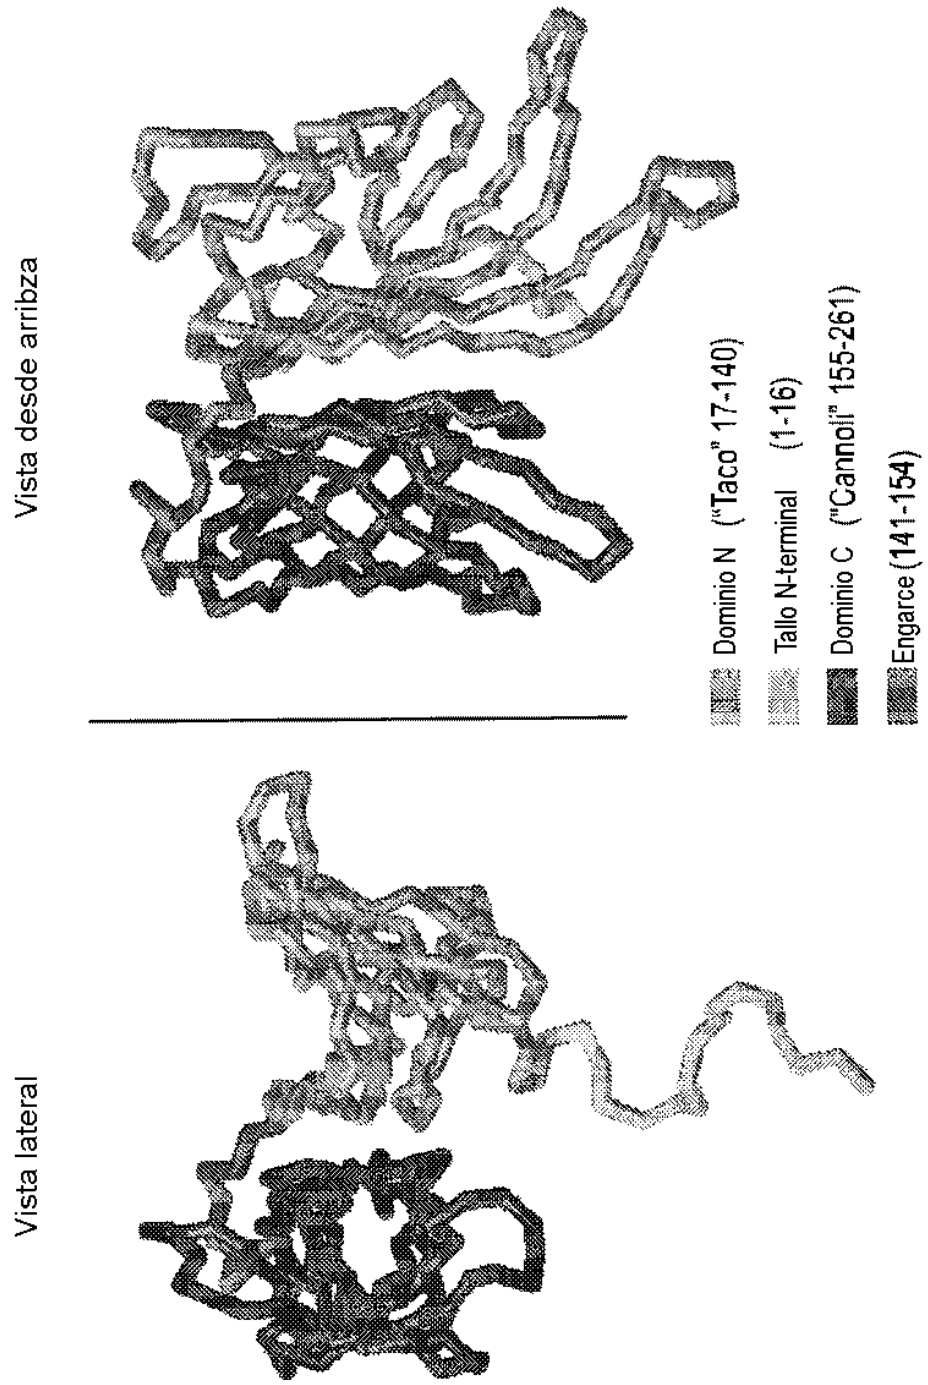 Vista lateral
Vista desde arribza
Dominio N ("Taco" 17-140)
Tallo N-terminal (1-16)
Dominio C ("Cannoli" 155-261)
Engarce (141-154)